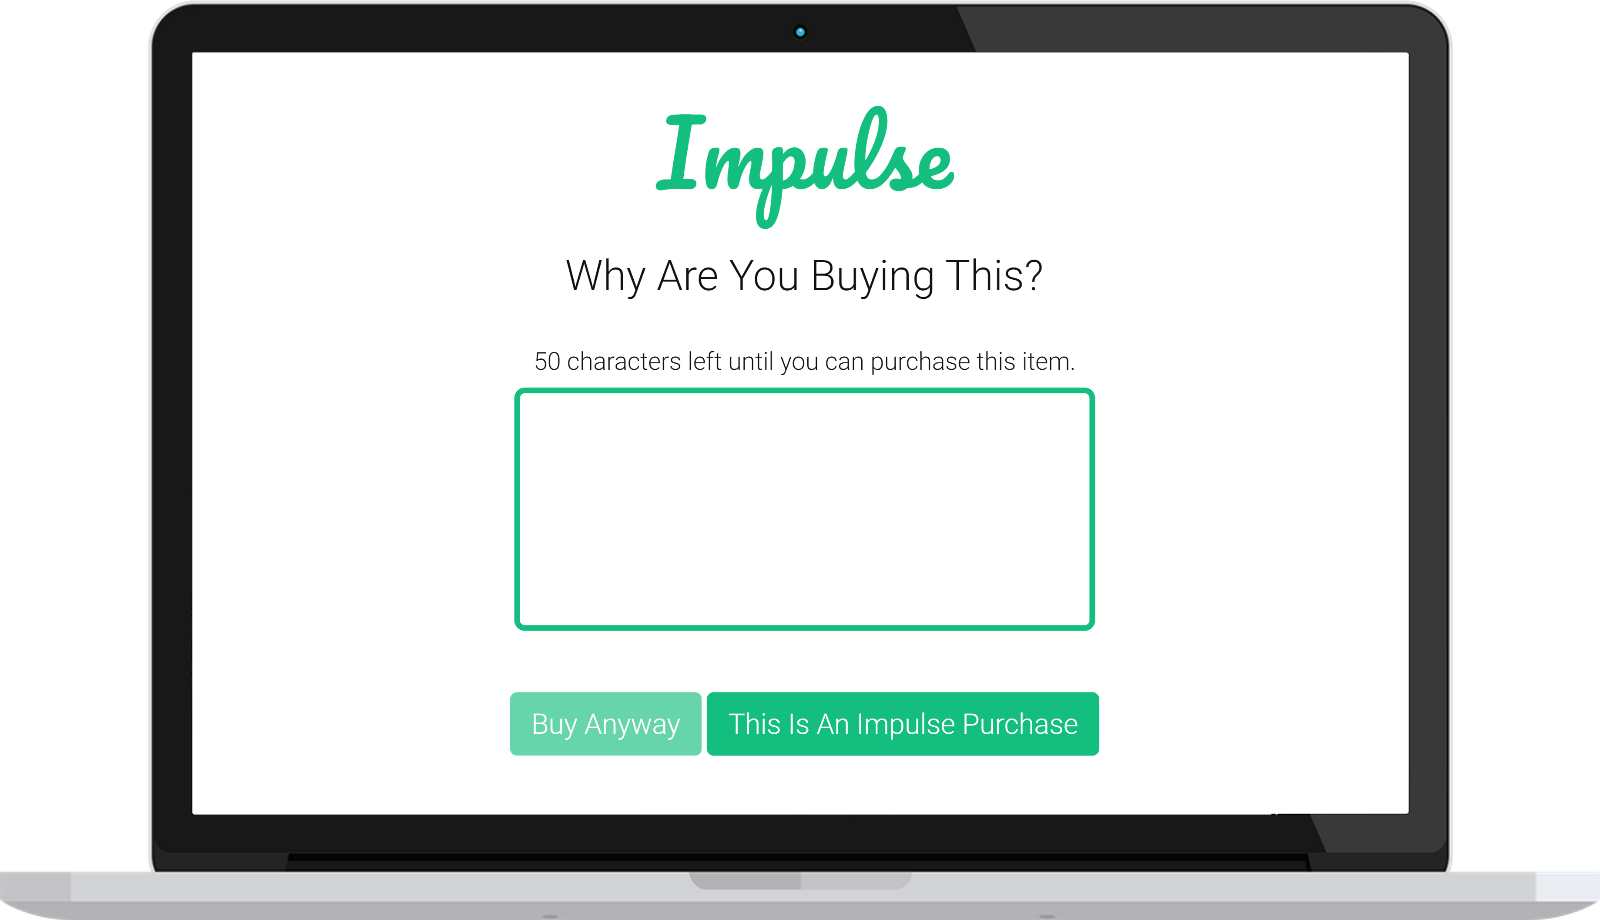 Impulse
Why Are You Buying This?
50 characters left until you can purchase this item.
Buy Anyway
This Is An Impulse Purchase